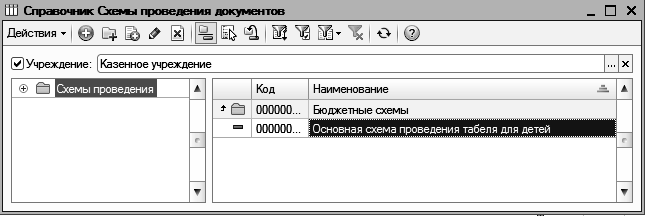 Справочник Схемы проведения документов
Действия
Учреждение: Казенное учреждение ... ×
Схемы проведения
Код Наименование
000000... Бюджетные схемы
000000... Основная схема проведения табеля для детей